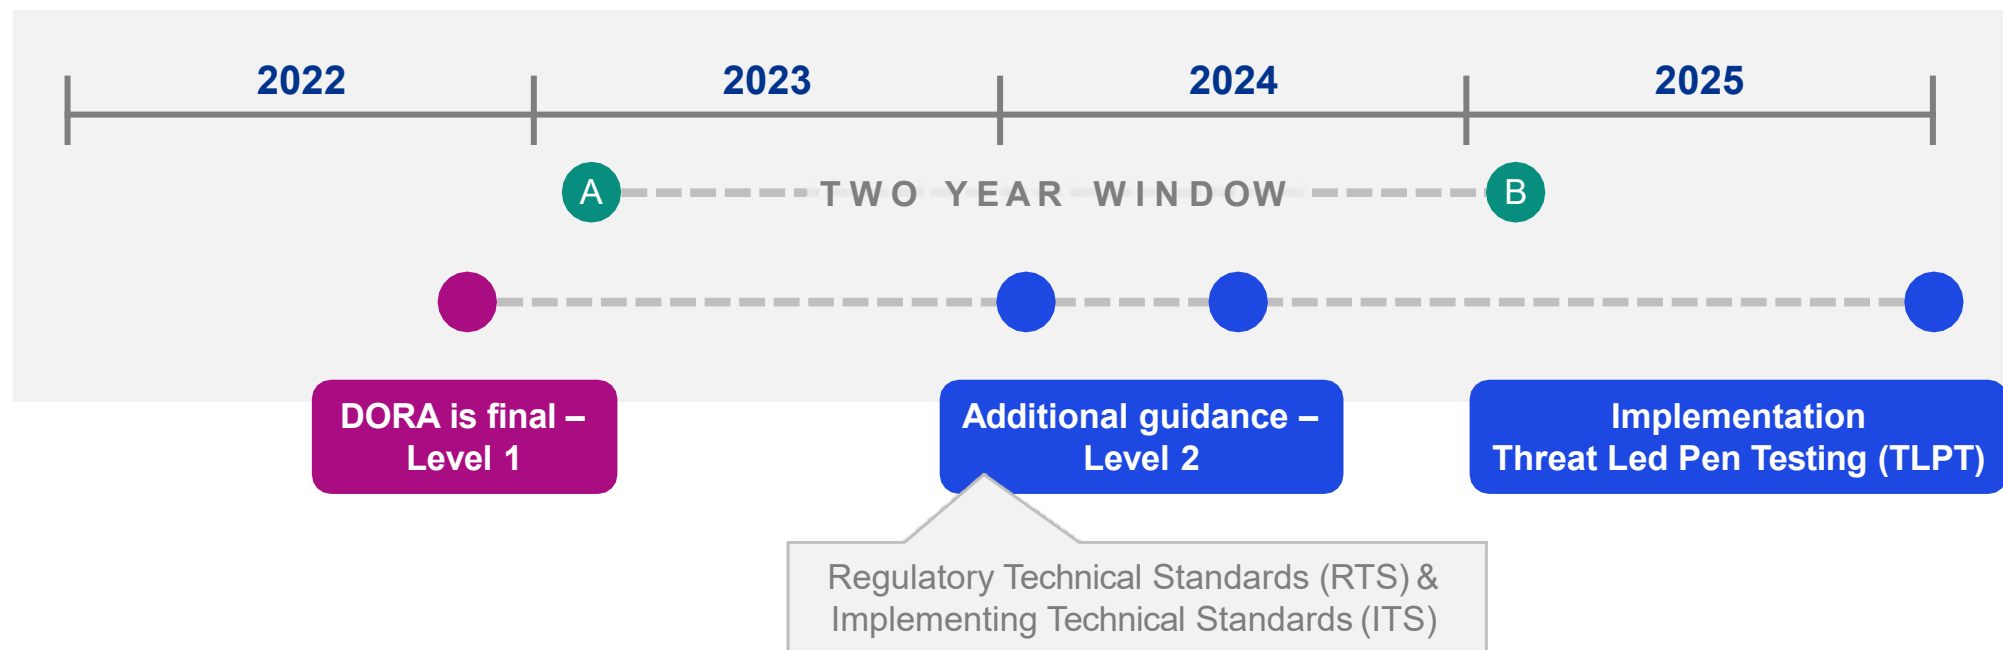 2022
2023
2024
2025
A
TWO YEAR WINDOW
B
DORA is final –
Level 1
Additional guidance –
Level 2
Implementation
Threat Led Pen Testing (TLPT)
Regulatory Technical Standards (RTS) &
Implementing Technical Standards (ITS)